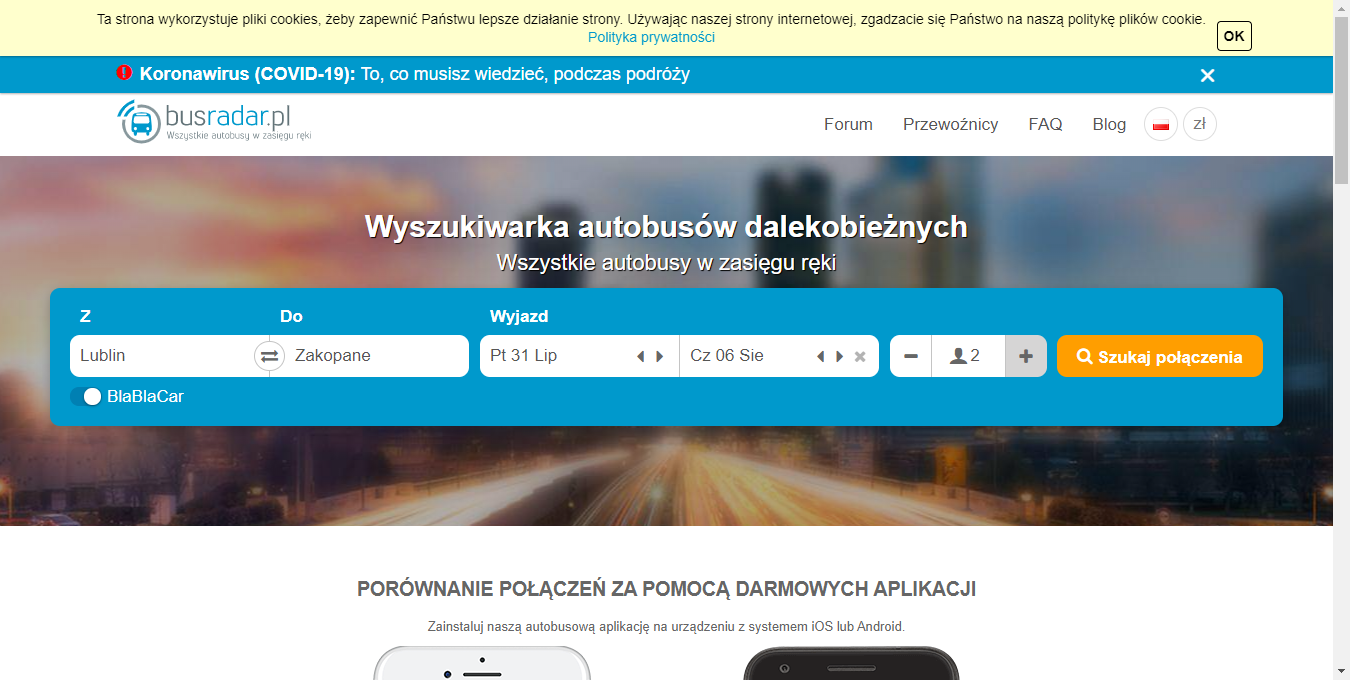 Ta strona wykorzystuje pliki cookies, żeby zapewnić Państwu lepsze działanie strony. Używając naszej strony internetowej, zgadzacie się Państwo na naszą politykę plików cookie.
Polityka prywatności
OK
Koronawirus (COVID-19): To, co musisz wiedzieć, podczas podróży
busradar.pl
Wszystkie autobusy w zasięgu ręki
Forum Przewoźnicy FAQ Blog zł
Wyszukiwarka autobusów dalekobieżnych
Wszystkie autobusy w zasięgu ręki
Z Do Wyjazd
Lublin Zakopane Pt 31 Lip Cz 06 Sie 2 Szukaj połączenia
BlaBlaCar
PORÓWNANIE POŁĄCZEŃ ZA POMOCĄ DARMOWYCH APLIKACJI
Zainstaluj naszą autobusową aplikację na urządzeniu z systemem iOS lub Android.